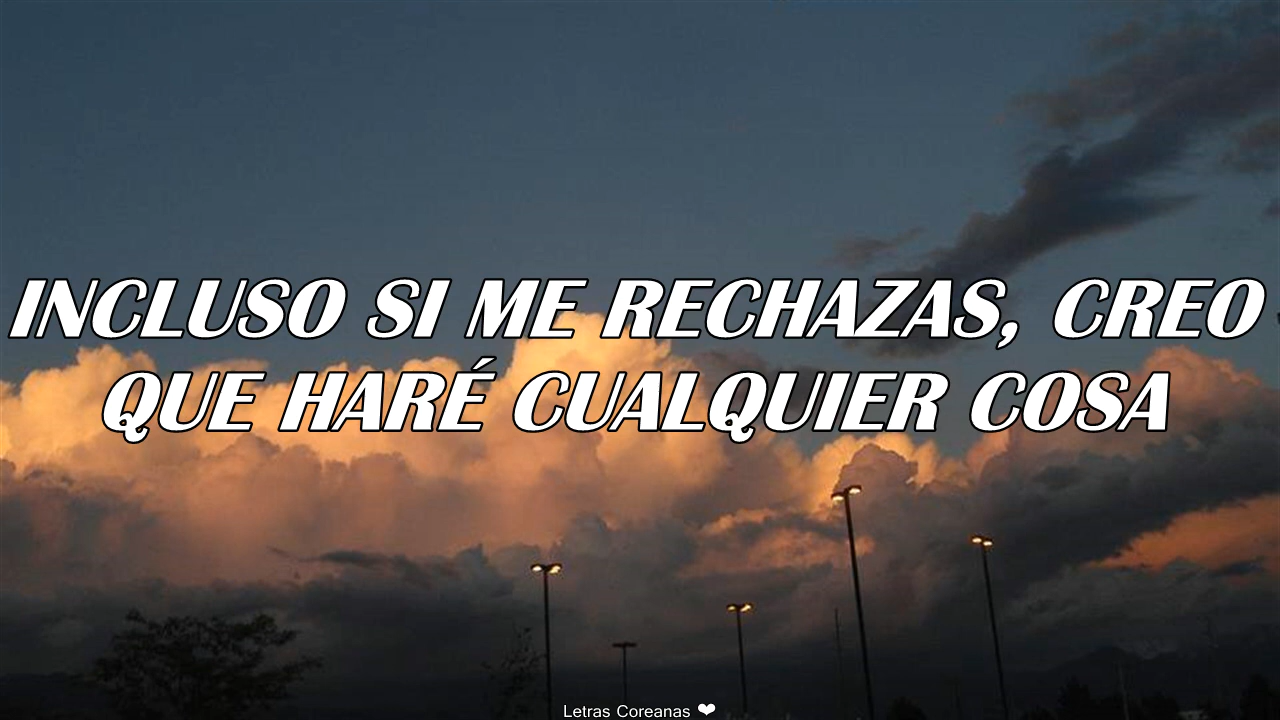 INCLUSO SI ME RECHAZAS, CREO
QUE HARÉ CUALQUIER COSA
Letras Coreanas ❤